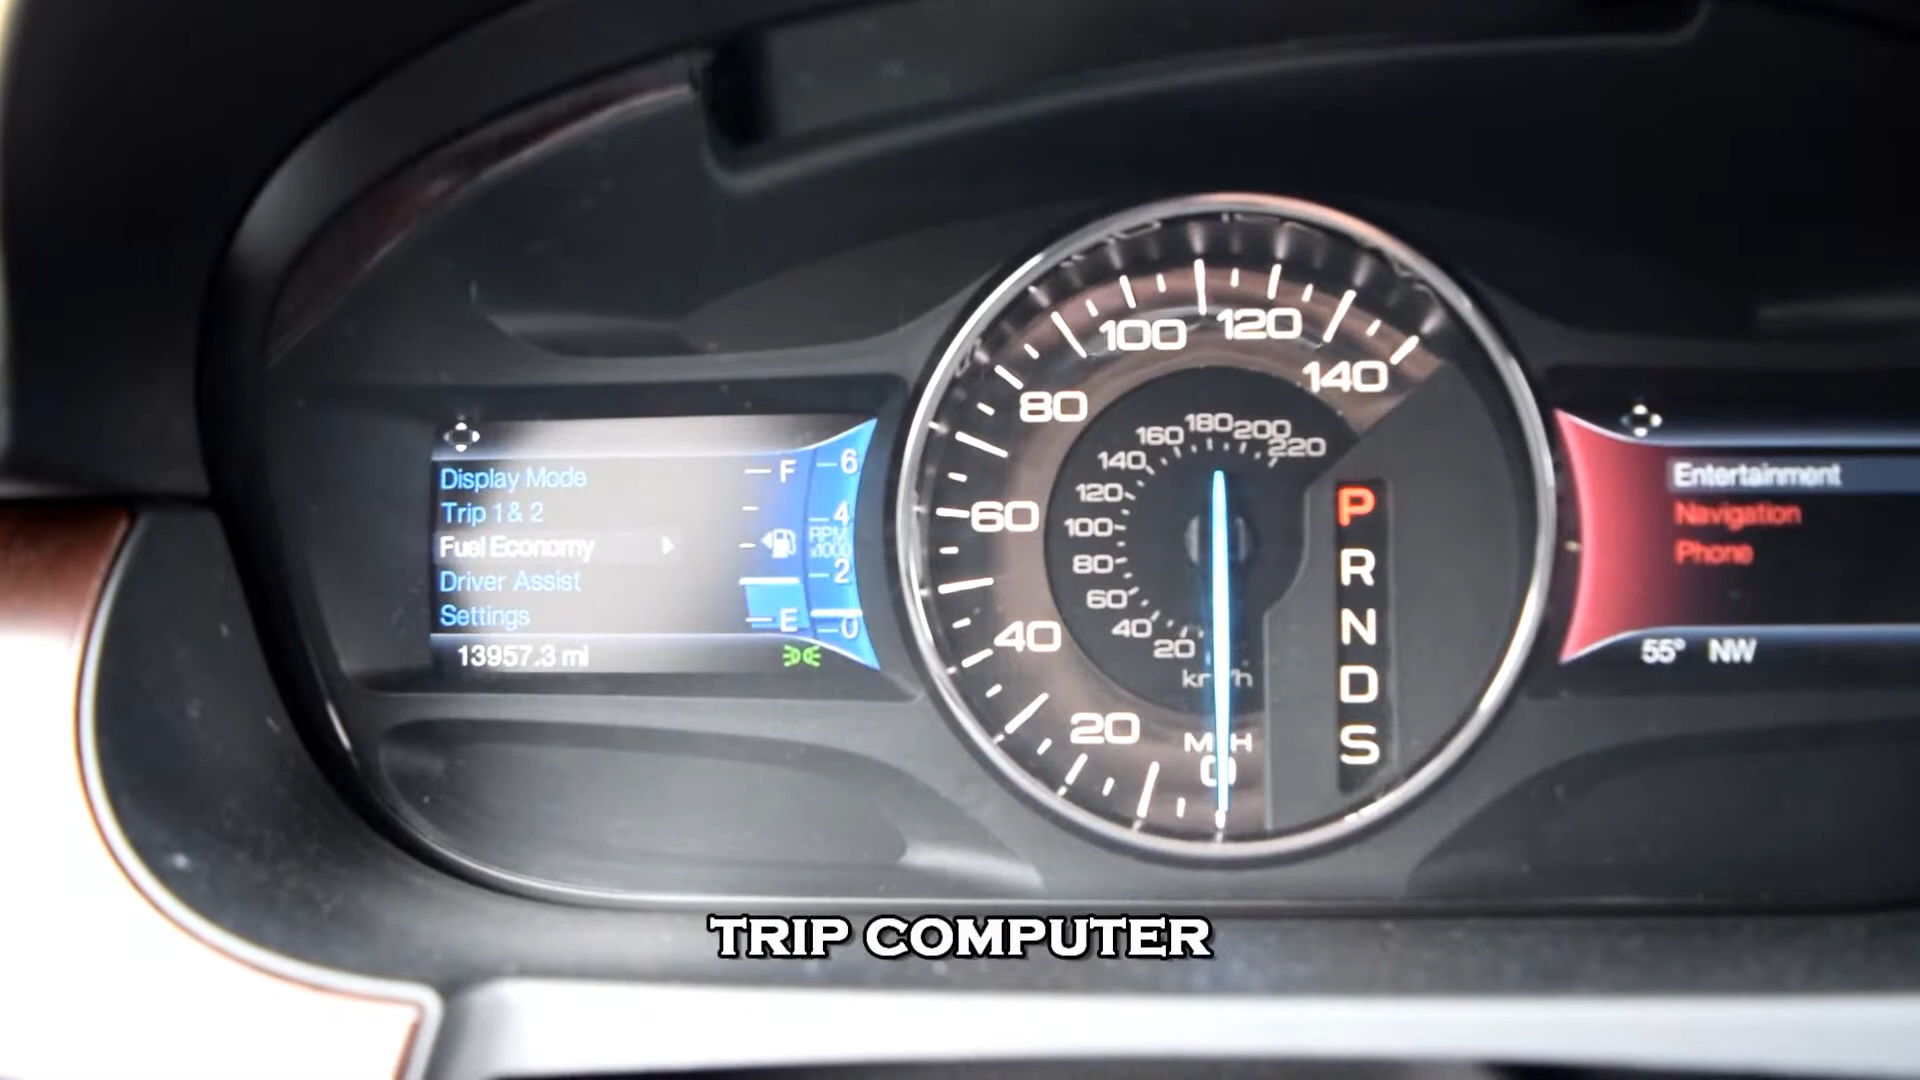 Display Mode
Trip 1 & 2
Fuel Economy
Driver Assist
Settings
13957.3 mi
F
E
6
4
RPM
x1000
2
0
140
120
100
80
60
40
20
MPH
0
220
200
180
160
140
120
100
80
60
40
20
km/h
P
R
N
D
S
Entertainment
Navigation
Phone
55° NW
TRIP COMPUTER